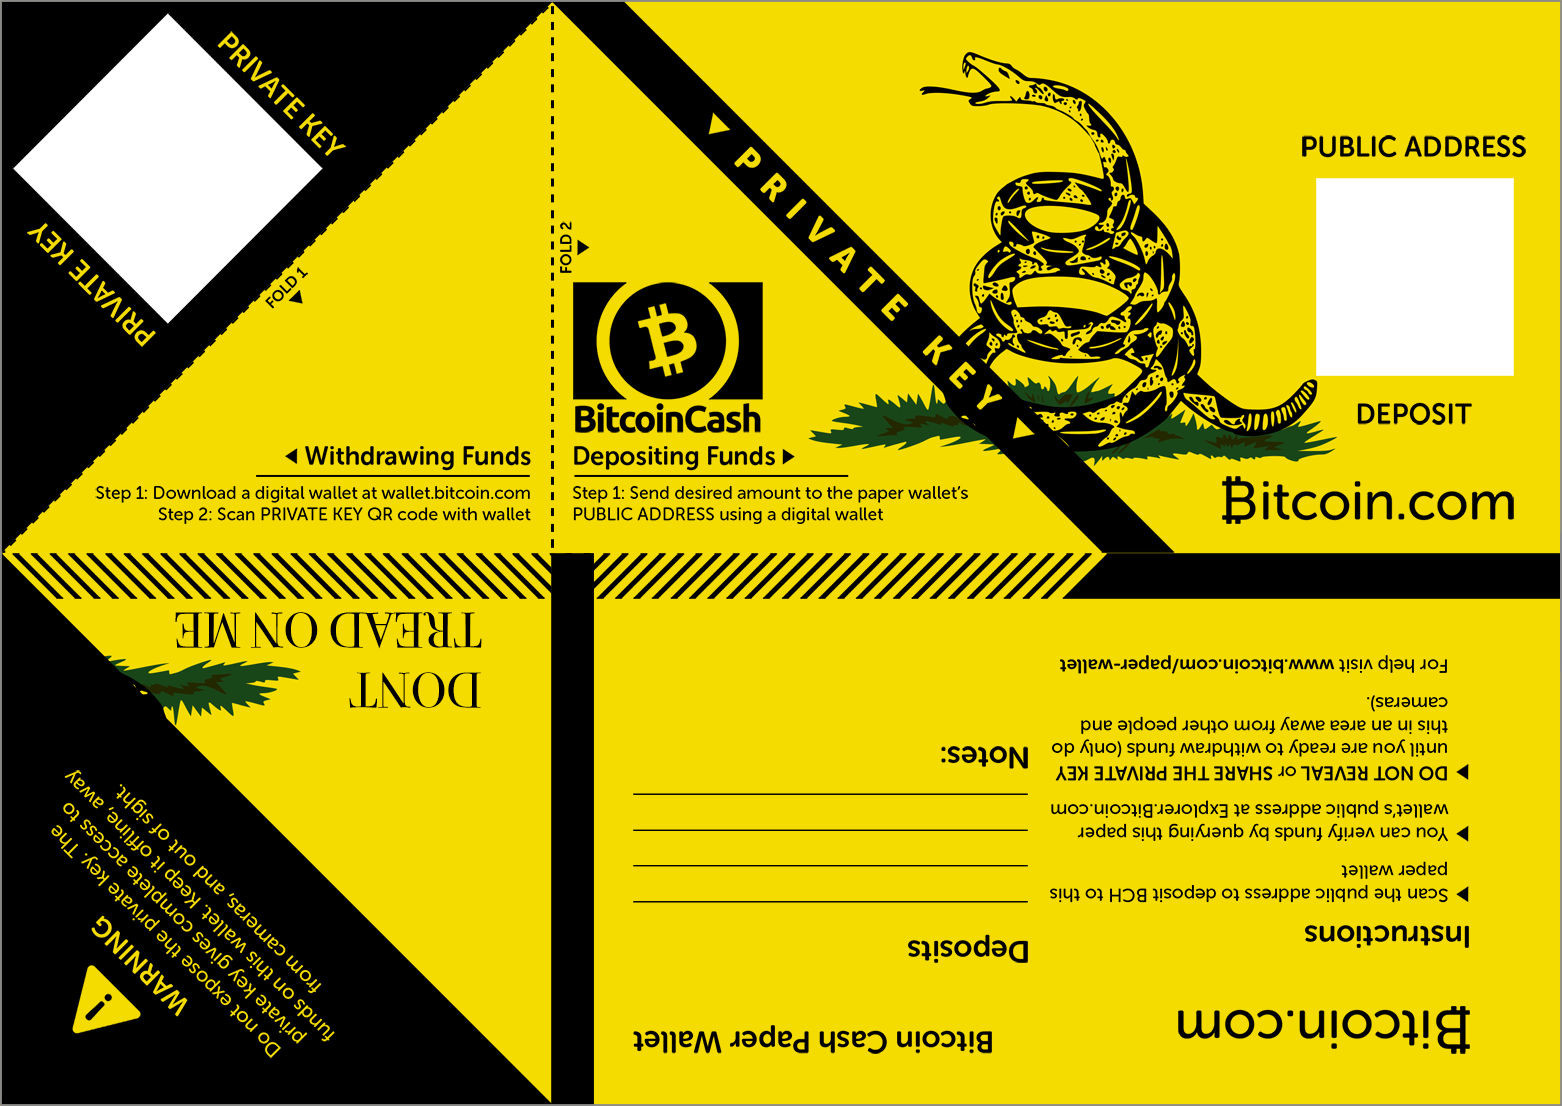 PRIVATE KEY
PRIVATE KEY
FOLD 1
◀ Withdrawing Funds
Step 1: Download a digital wallet at wallet.bitcoin.com
Step 2: Scan PRIVATE KEY QR code with wallet
FOLD 2
BitcoinCash
Depositing Funds ▶
Step 1: Send desired amount to the paper wallet's
PUBLIC ADDRESS using a digital wallet
PRIVATE KEY
PUBLIC ADDRESS
DEPOSIT
Bitcoin.com
DONT
TREAD ON ME
WARNING
Do not expose the private key. The
private key gives complete access to
funds on this wallet. Keep it offline, away
from cameras, and out of sight.
Bitcoin.com
Instructions
Scan the public address to deposit BCH to this
paper wallet
You can verify funds by querying this paper
wallet's public address at Explorer.Bitcoin.com
DO NOT REVEAL or SHARE THE PRIVATE KEY
until you are ready to withdraw funds (only do
this in an area away from other people and
cameras).
For help visit www.bitcoin.com/paper-wallet
Bitcoin Cash Paper Wallet
Deposits
Notes: